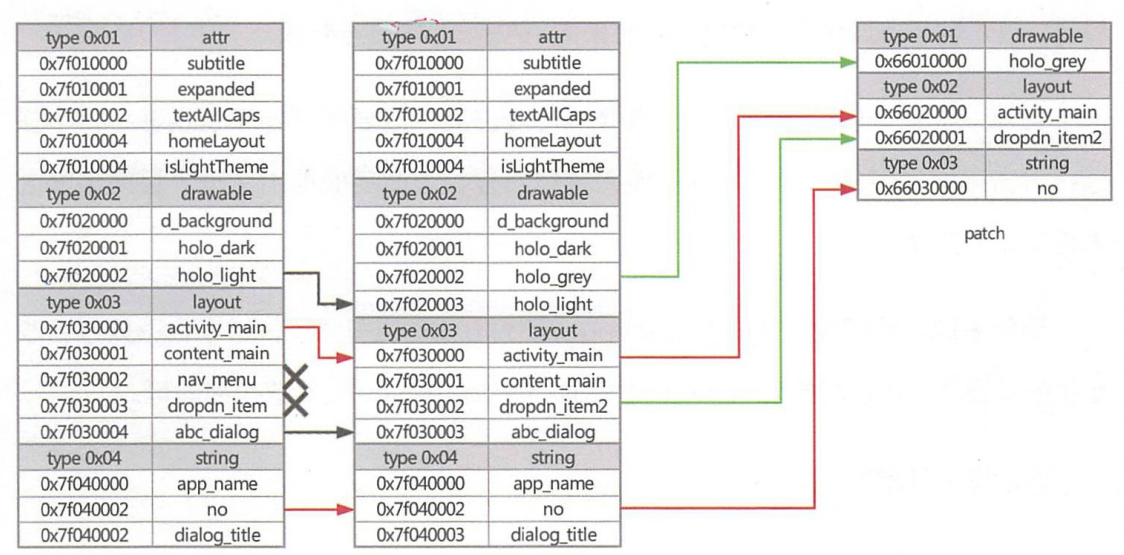 type 0x01 attr
0x7f010000 subtitle
0x7f010001 expanded
0x7f010002 textAllCaps
0x7f010004 homeLayout
0x7f010004 isLightTheme
type 0x02 drawable
0x7f020000 d_background
0x7f020001 holo_dark
0x7f020002 holo_light
type 0x03 layout
0x7f030000 activity_main
0x7f030001 content_main
0x7f030002 nav_menu
0x7f030003 dropdn_item
0x7f030004 abc_dialog
type 0x04 string
0x7f040000 app_name
0x7f040002 no
0x7f040002 dialog_title
type 0x01 attr
0x7f010000 subtitle
0x7f010001 expanded
0x7f010002 textAllCaps
0x7f010004 homeLayout
0x7f010004 isLightTheme
type 0x02 drawable
0x7f020000 d_background
0x7f020001 holo_dark
0x7f020002 holo_grey
0x7f020003 holo_light
type 0x03 layout
0x7f030000 activity_main
0x7f030001 content_main
0x7f030002 dropdn_item2
0x7f030003 abc_dialog
type 0x04 string
0x7f040000 app_name
0x7f040002 no
0x7f040003 dialog_title
type 0x01 drawable
0x66010000 holo_grey
type 0x02 layout
0x66020000 activity_main
0x66020001 dropdn_item2
type 0x03 string
0x66030000 no
patch